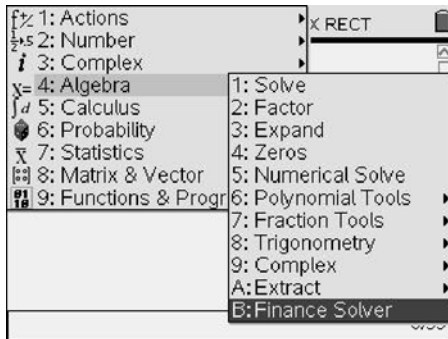 1: Actions
X RECT
2: Number
3: Complex
4: Algebra
5: Calculus
6: Probability
7: Statistics
8: Matrix & Vector
9: Functions & Progr
1: Solve
2: Factor
3: Expand
4: Zeros
5: Numerical Solve
6: Polynomial Tools
7: Fraction Tools
8: Trigonometry
9: Complex
A: Extract
B: Finance Solver